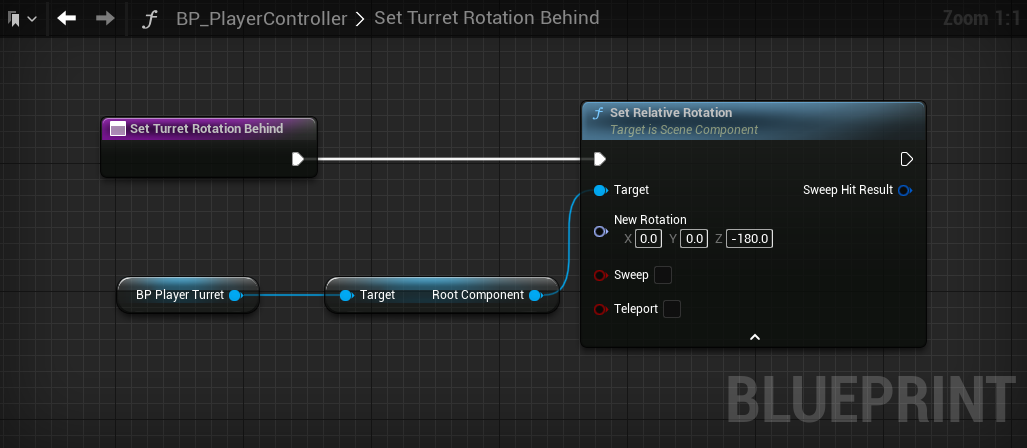 BP_PlayerController > Set Turret Rotation Behind
Zoom 1:1
Set Turret Rotation Behind
f Set Relative Rotation
Target is Scene Component
Target
Sweep Hit Result
New Rotation
X 0.0 Y 0.0 Z -180.0
Sweep
BP Player Turret
Target Root Component
Teleport
BLUEPRINT